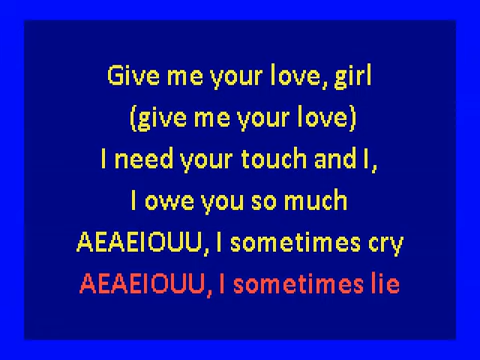 Give me your love, girl
(give me your love)
I need your touch and I,
I owe you so much
AEAEIOUU, I sometimes cry
AEAEIOUU, I sometimes lie